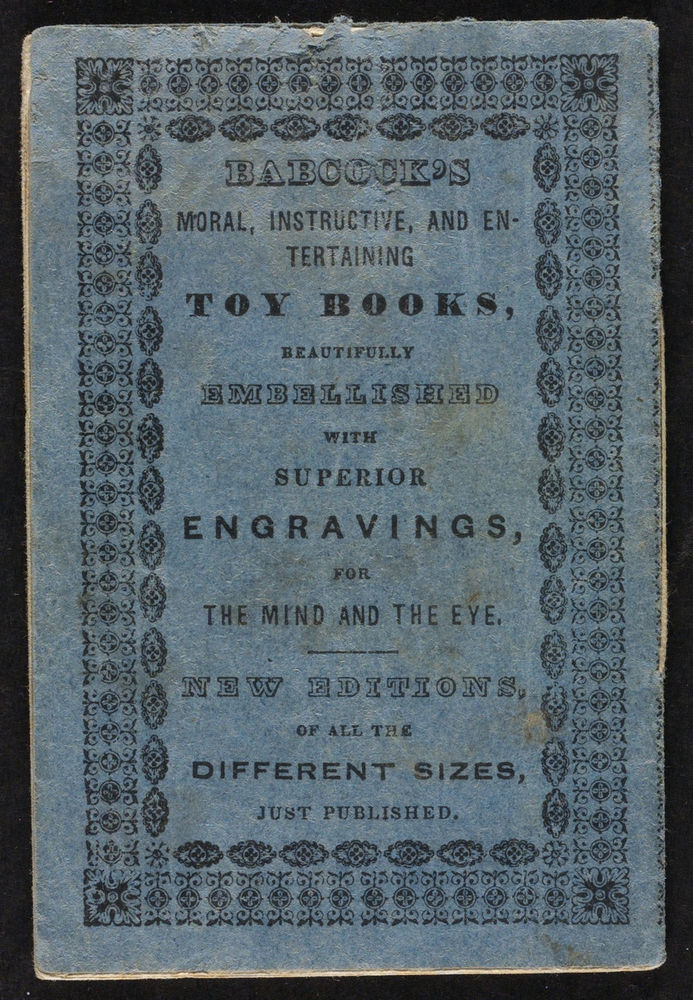 BABCOCK'S
MORAL, INSTRUCTIVE, AND EN-
TERTAINING
TOY BOOKS,
BEAUTIFULLY
EMBELLISHED
WITH
SUPERIOR
ENGRAVINGS,
FOR
THE MIND AND THE EYE.
NEW EDITIONS,
OF ALL THE
DIFFERENT SIZES,
JUST PUBLISHED.